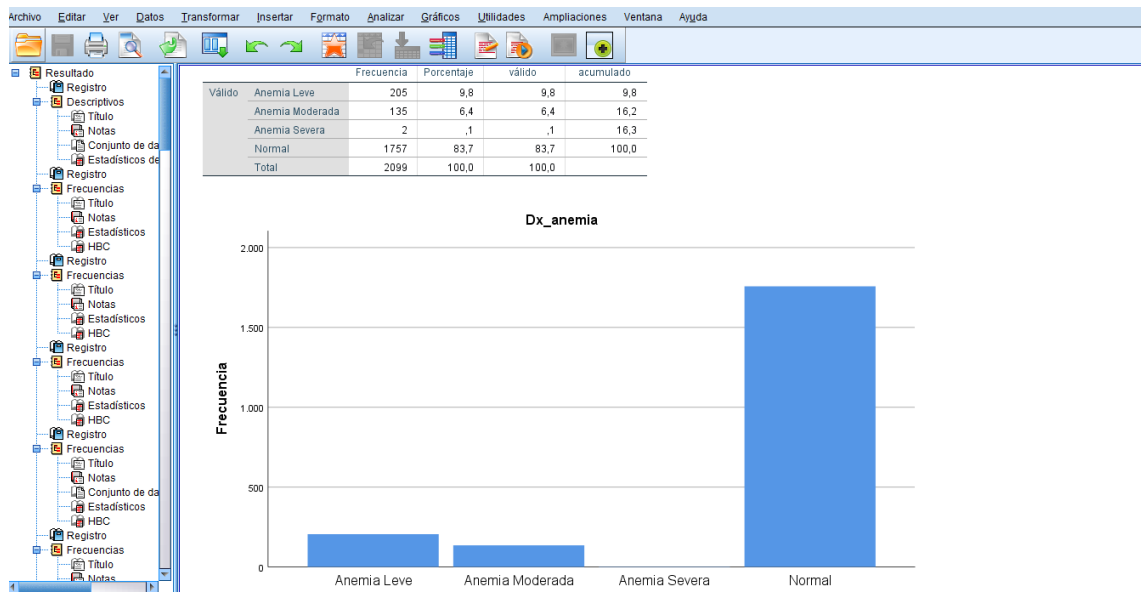 Archivo Editar Ver Datos Transformar Insertar Formato Analizar Gráficos Utilidades Ampliaciones Ventana Ayuda
Resultado
Registro
Descriptivos
Título
Notas
Conjunto de da
Estadísticos de
Registro
Frecuencias
Título
Notas
Estadísticos
HBC
Registro
Frecuencias
Título
Notas
Estadísticos
HBC
Registro
Frecuencias
Título
Notas
Estadísticos
HBC
Registro
Frecuencias
Título
Notas
Conjunto de da
Estadísticos
HBC
Registro
Frecuencias
Título
Notas
Frecuencia Porcentaje válido acumulado
Válido Anemia Leve 205 9,8 9,8 9,8
Anemia Moderada 135 6,4 6,4 16,2
Anemia Severa 2 ,1 ,1 16,3
Normal 1757 83,7 83,7 100,0
Total 2099 100,0 100,0
Dx_anemia
Frecuencia
2.000
1.500
1.000
500
0
Anemia Leve Anemia Moderada Anemia Severa Normal